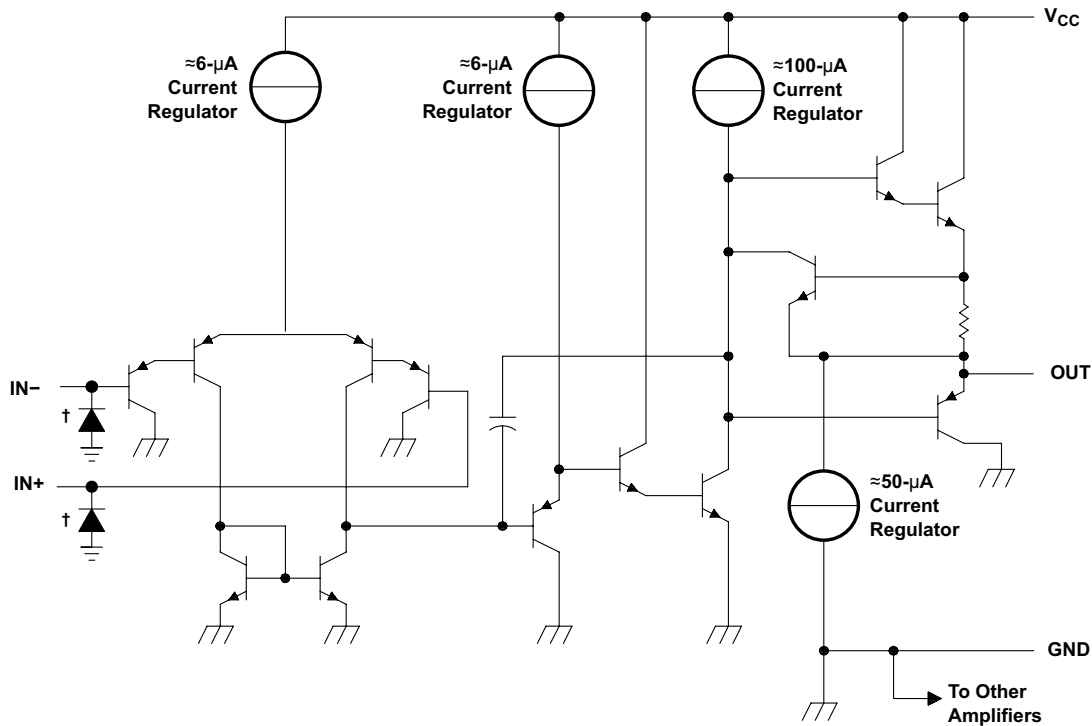 ≈6-µA
Current
Regulator
≈6-µA
Current
Regulator
≈100-µA
Current
Regulator
VCC
IN−
†
IN+
†
OUT
≈50-µA
Current
Regulator
GND
To Other
Amplifiers